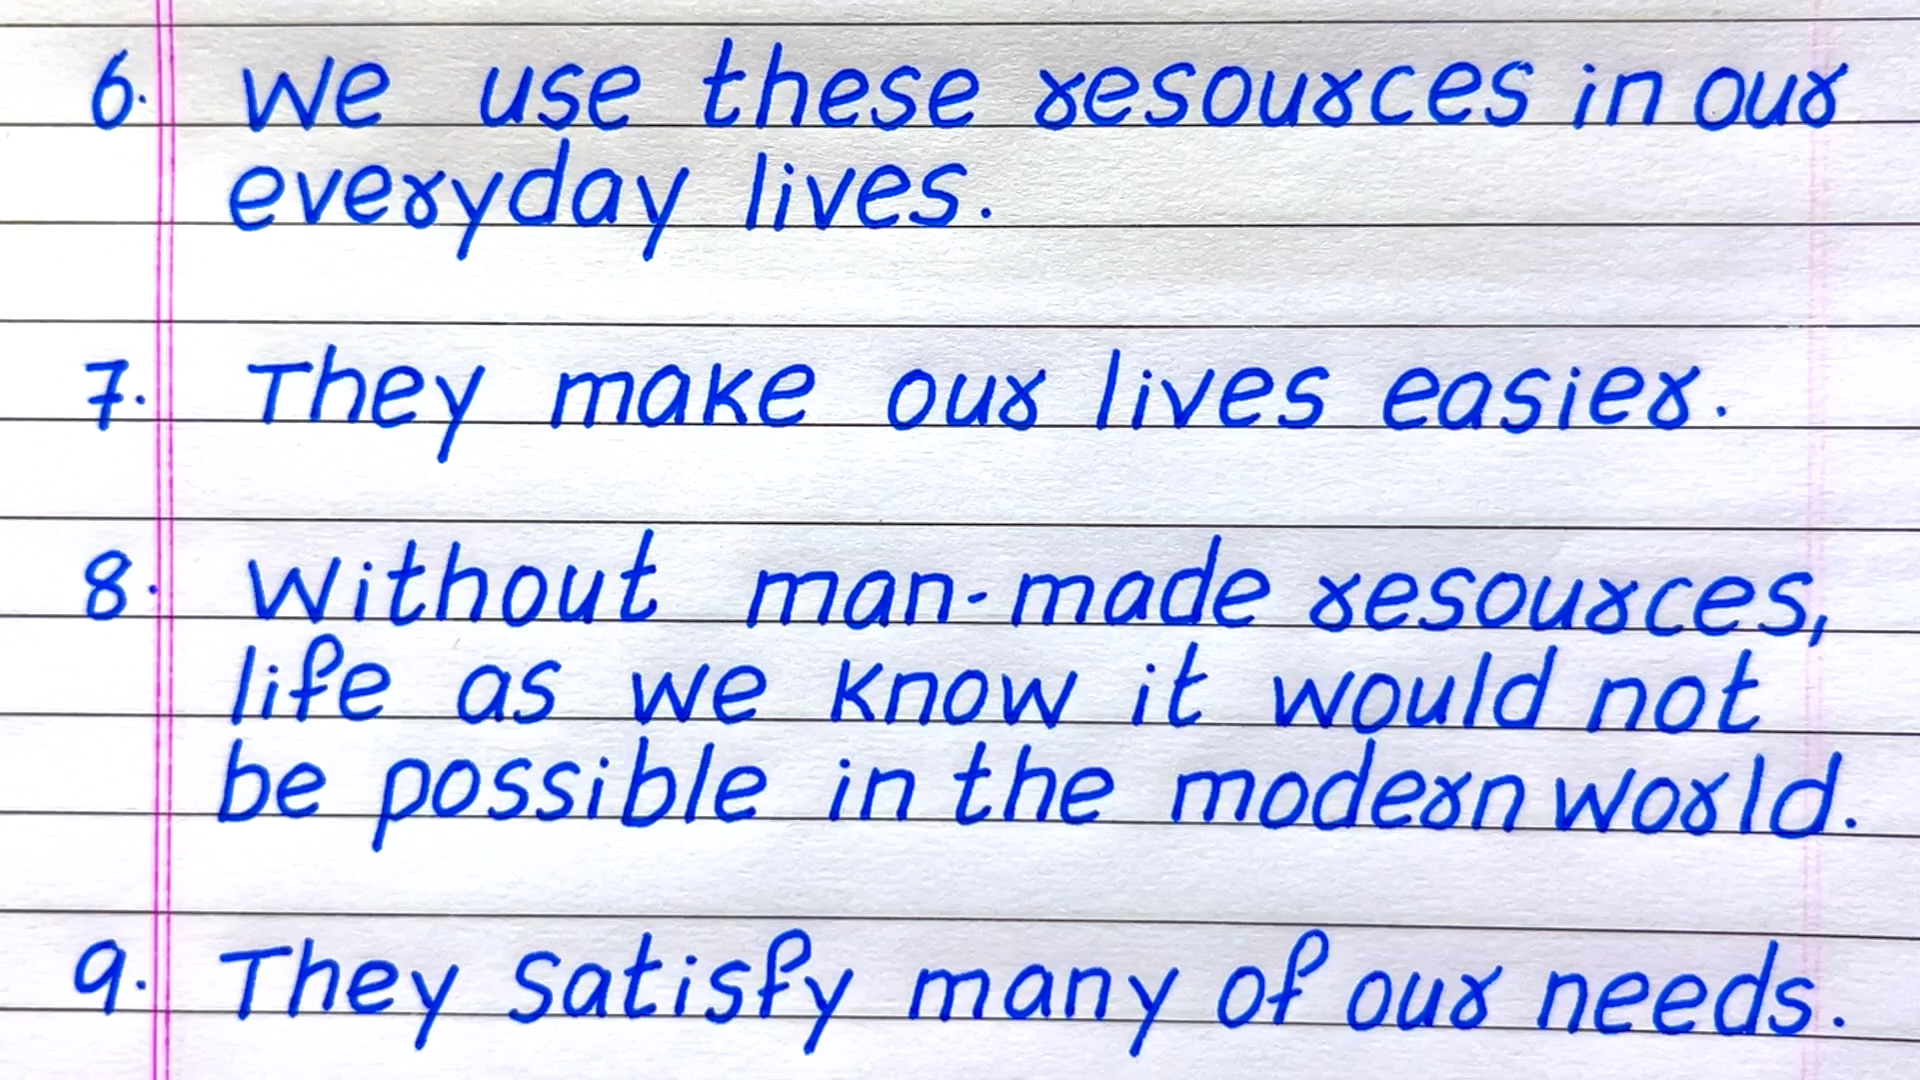 6. We use these resources in our
everyday lives.
7. They make our lives easier.
8. Without man-made resources,
life as we know it would not
be possible in the modern world.
9. They satisfy many of our needs.